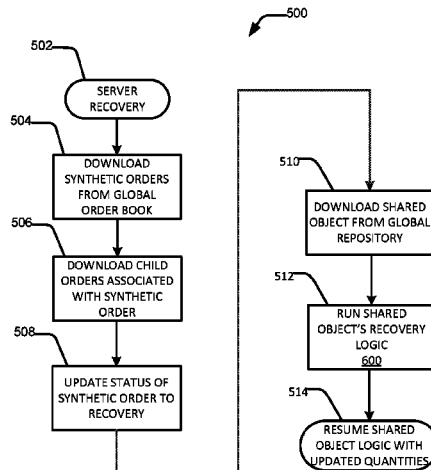 500
502
SERVER
RECOVERY
504
DOWNLOAD
SYNTHETIC ORDERS
FROM GLOBAL
ORDER BOOK
506
DOWNLOAD CHILD
ORDERS ASSOCIATED
WITH SYNTHETIC
ORDER
508
UPDATE STATUS OF
SYNTHETIC ORDER TO
RECOVERY
510
DOWNLOAD SHARED
OBJECT FROM GLOBAL
REPOSITORY
512
RUN SHARED
OBJECT'S RECOVERY
LOGIC
600
514
RESUME SHARED
OBJECT LOGIC WITH
UPDATED QUANTITIES